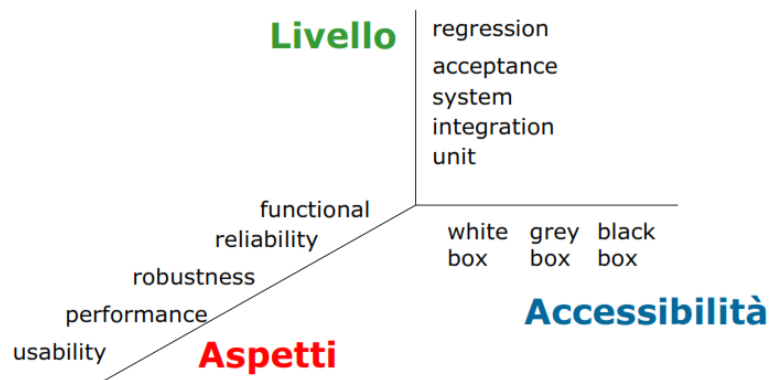 Livello
regression
acceptance
system
integration
unit
functional
reliability
robustness
performance
usability
Aspetti
white grey black
box box box
Accessibilità